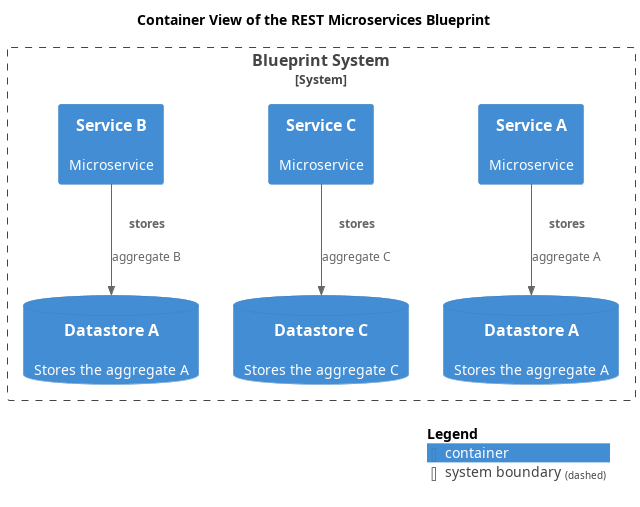 Container View of the REST Microservices Blueprint
Blueprint System
[System]
Service B
Microservice
Service C
Microservice
Service A
Microservice
stores
aggregate B
stores
aggregate C
stores
aggregate A
Datastore A
Stores the aggregate A
Datastore C
Stores the aggregate C
Datastore A
Stores the aggregate A
Legend
container
system boundary (dashed)